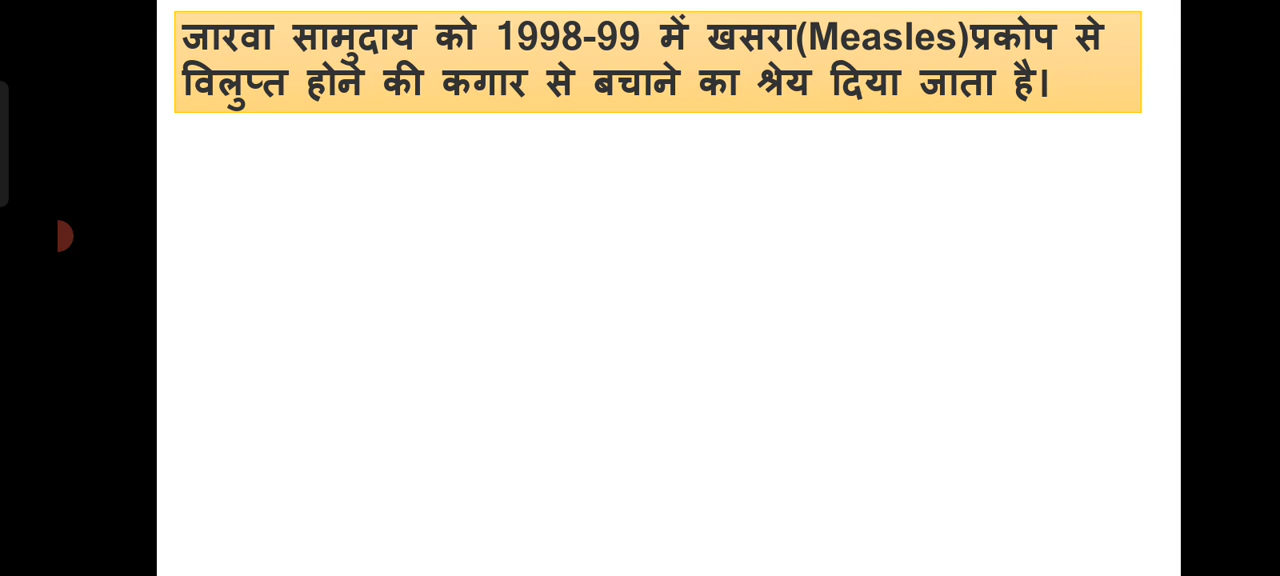 जारवा सामुदाय को 1998-99 में खसरा(Measles)प्रकोप से
विलुप्त होने की कगार से बचाने का श्रेय दिया जाता है।